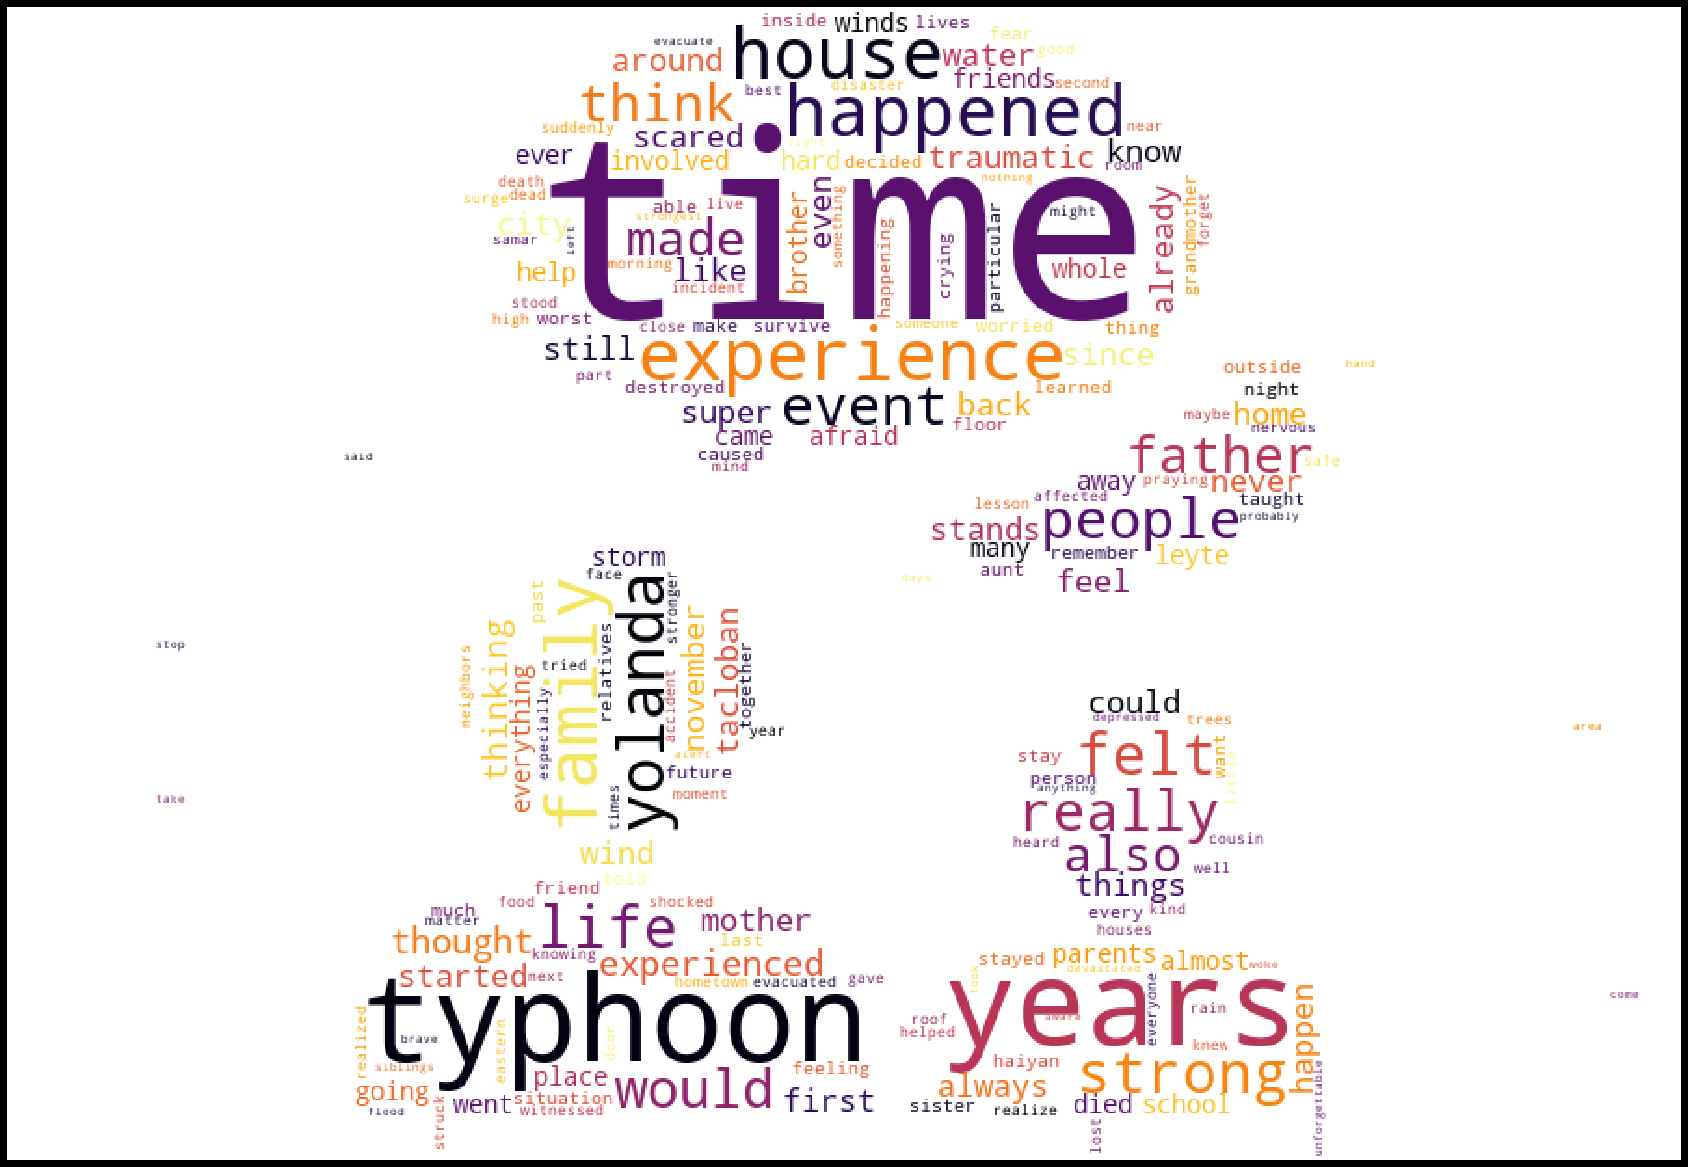 inside winds lives
evacuate house fear
around water good
friends second
think best disaster
happened
suddenly scared near
fight
ever involved hard decided traumatic know
room
time
death nothing
surge dead able live
strongest
city made brother even something might already grandmother forget
samar left particular
help morning like happening crying whole
incident
stood
high worst close make survive someone worried thing
still experience since
part destroyed learned
super event back
came afraid floor
caused
mind
outside hand
night
maybe home
nervous
said father safe
away praying never
lesson affected taught
stands people probably
many remember leyte
aunt feel
days
storm
face
past family yolanda stronger
thinking relatives november tacloban
stop neighbors everything tried together
especially accident year
alert
future
take times moment
wind
told
could
depressed trees
felt want area
stay
person little
anything
really
heard also cousin
well
things
every kind
houses
friend
food life shocked
much mother
matter
thought last
knowing
started next experienced
hometown evacuated gave
typhoon
realized brave eastern door
siblings place feeling
going would
flood went situation first
witnessed
struck
stayed parents almost woke
devastated
took years come
roof aware everyone rain
helped knew
haiyan strong happen
always
sister realize died school
lost unforgettable